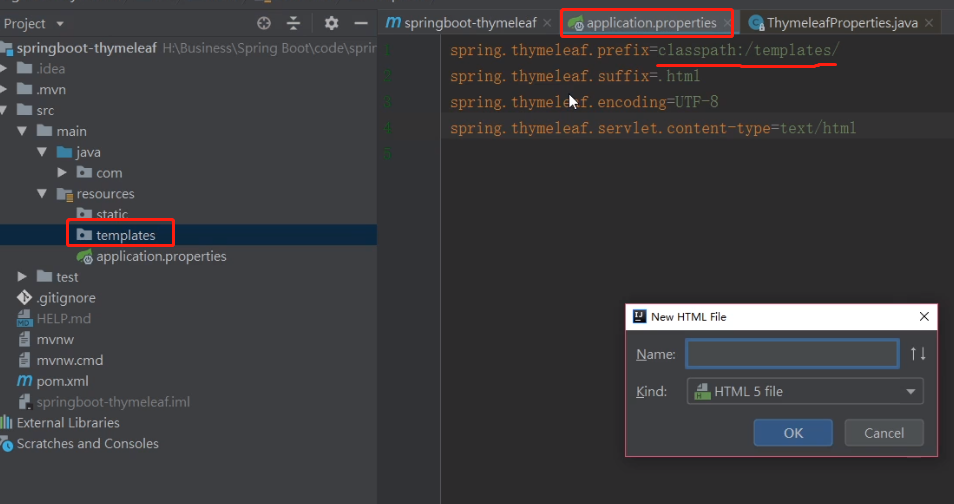 Project
springboot-thymeleaf H:\Business\Spring Boot\code\sprin
.idea
.mvn
src
main
java
com
resources
static
templates
application.properties
test
.gitignore
HELP.md
mvnw
mvnw.cmd
pom.xml
springboot-thymeleaf.iml
External Libraries
Scratches and Consoles
springboot-thymeleaf
application.properties
ThymeleafProperties.java
1 spring.thymeleaf.prefix=classpath:/templates/
2 spring.thymeleaf.suffix=.html
3 spring.thymeleaf.encoding=UTF-8
4 spring.thymeleaf.servlet.content-type=text/html
5
New HTML File
Name:
Kind: HTML 5 file
OK Cancel